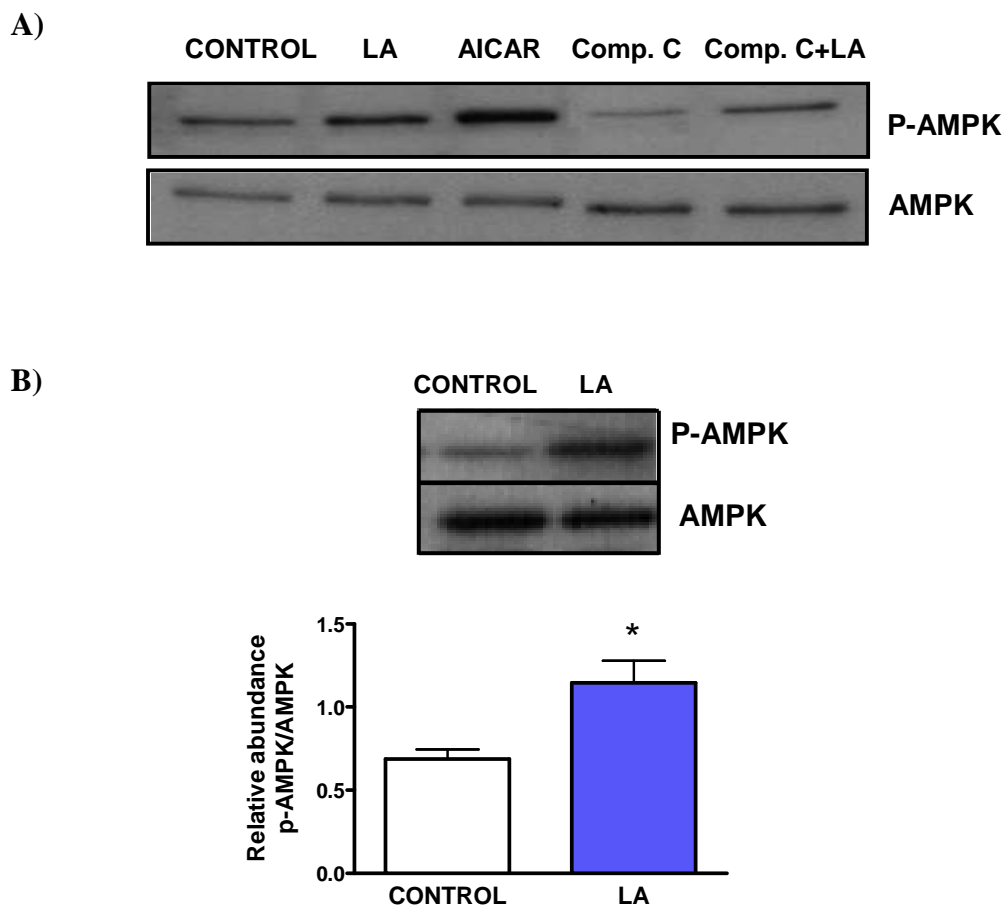 A)
CONTROL LA AICAR Comp. C Comp. C+LA
P-AMPK
AMPK
B)
CONTROL LA
P-AMPK
AMPK
Relative abundance
p-AMPK/AMPK
1.5
*
1.0
0.5
0.0
CONTROL LA